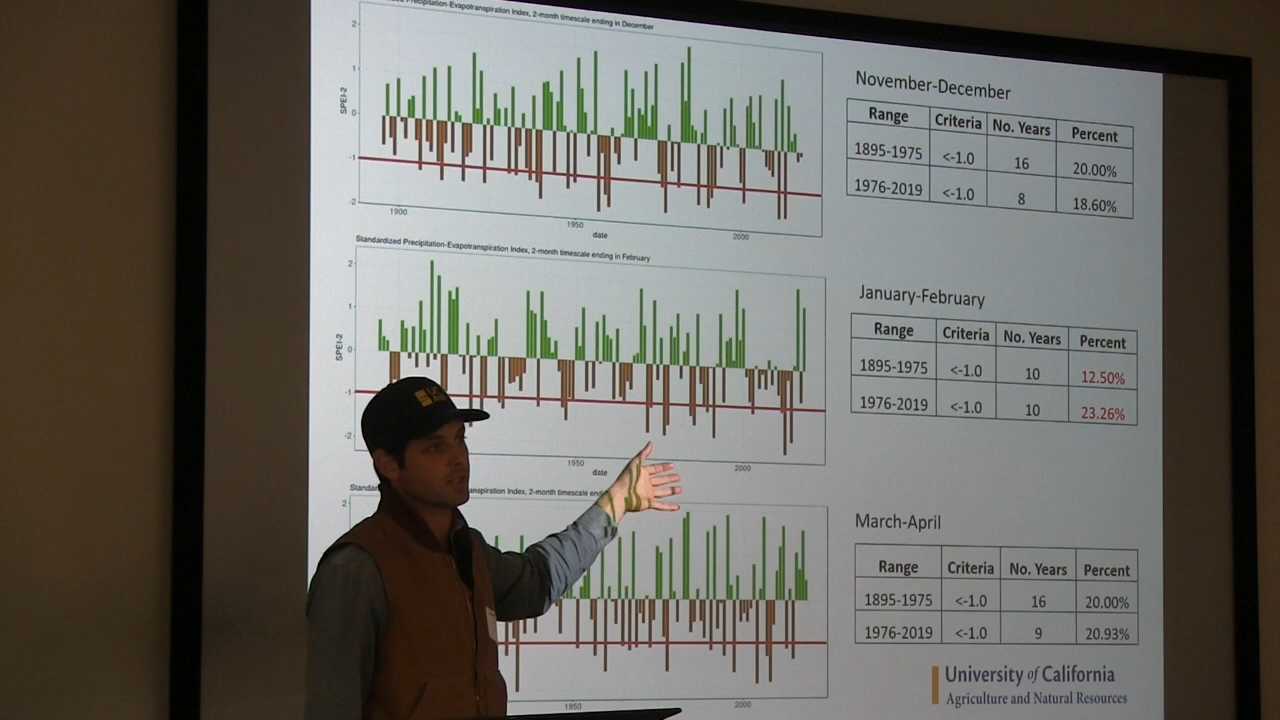 Precipitation-Evapotranspiration Index, 2-month timescale ending in December
2
1
0
-1
-2
SPEI-2
1900
1950
2000
date
November-December
Range Criteria No. Years Percent
1895-1975 <-1.0 16 20.00%
1976-2019 <-1.0 8 18.60%
Standardized Precipitation-Evapotranspiration Index, 2-month timescale ending in February
2
1
0
-1
-2
SPEI-2
1950
2000
date
January-February
Range Criteria No. Years Percent
1895-1975 <-1.0 10 12.50%
1976-2019 <-1.0 10 23.26%
Index, 2-month timescale
2
1950
2000
March-April
Range Criteria No. Years Percent
1895-1975 <-1.0 16 20.00%
1976-2019 <-1.0 9 20.93%
University of California
Agriculture and Natural Resources